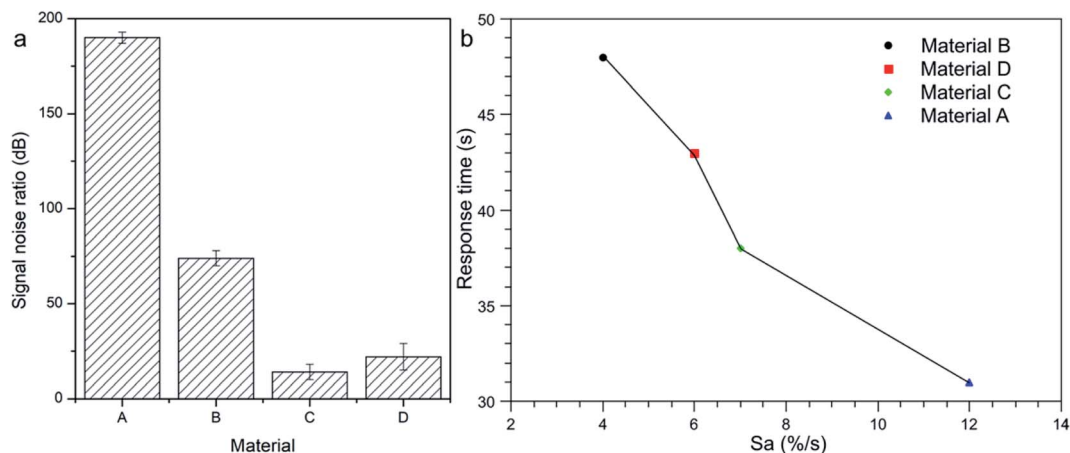 a
Signal noise ratio (dB)
200
150
100
50
0
A B C D
Material
b
Response time (s)
50
45
40
35
30
2 4 6 8 10 12 14
Sa (%/s)
Material B
Material D
Material C
Material A